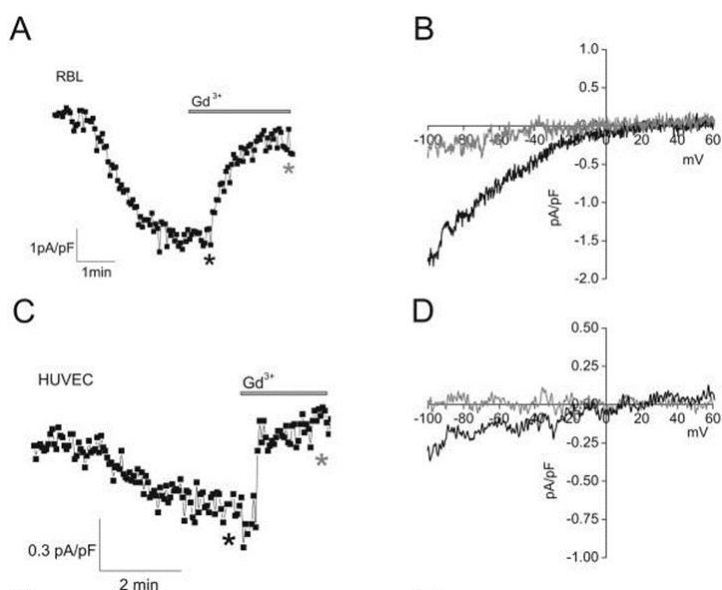 A
RBL
Gd³⁺
*
*
1pA/pF
1min
B
1.0
0.5
-100 -80 -60 -40 -20 0 20 40 60
mV
-0.5
-1.0
-1.5
-2.0
pA/pF
C
HUVEC
Gd³⁺
*
*
0.3 pA/pF
2 min
D
0.50
0.25
-100 -80 -60 -40 -20 0 20 40 60
mV
-0.25
-0.50
-0.75
-1.00
pA/pF